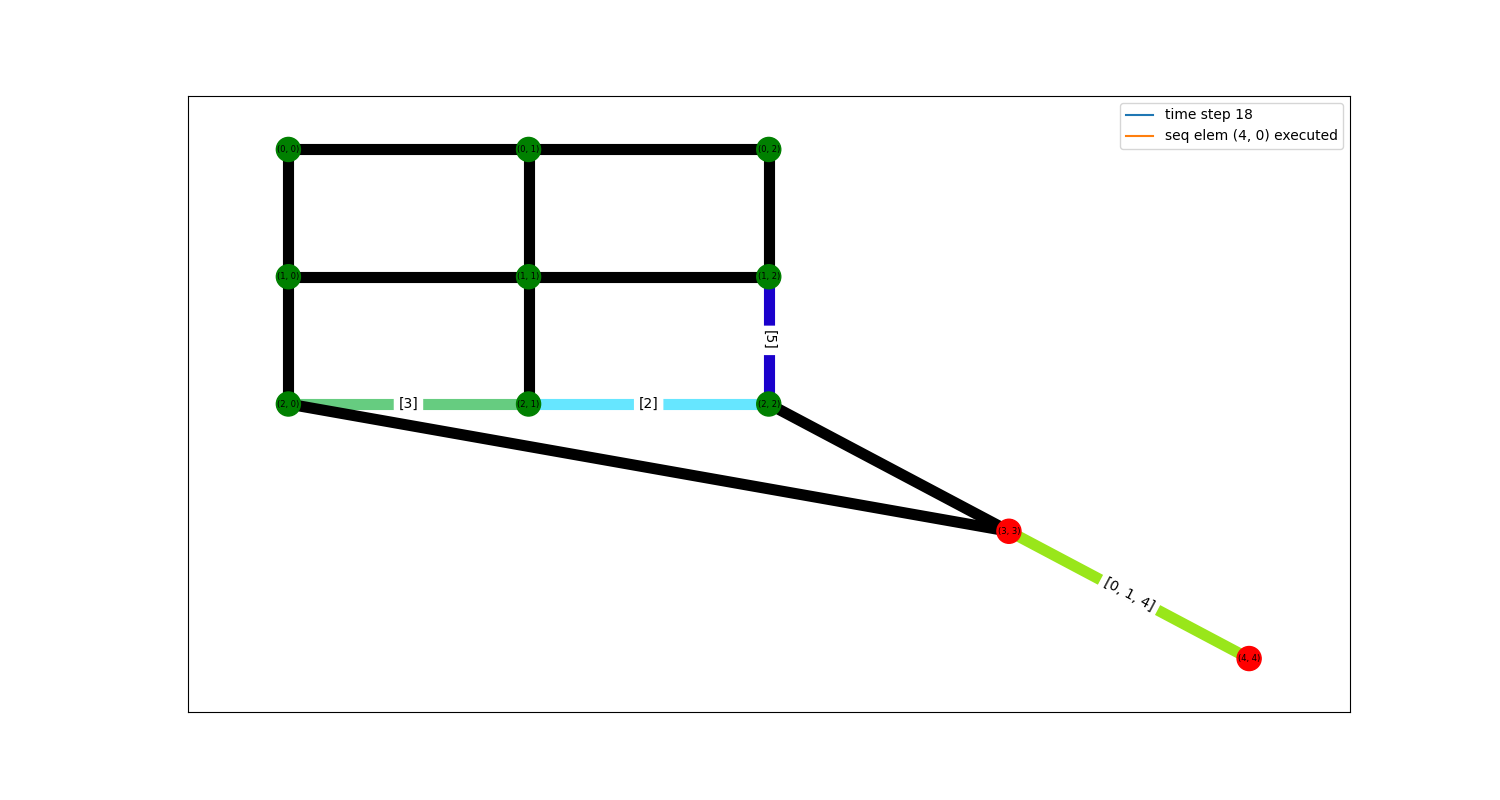 time step 18
seq elem (4, 0) executed
(0, 0) (0, 1) (0, 2)
(1, 0) (1, 1) (1, 2)
[5]
(2, 0) [3] (2, 1) [2] (2, 2)
(3, 3)
[0, 1, 4]
(4, 4)